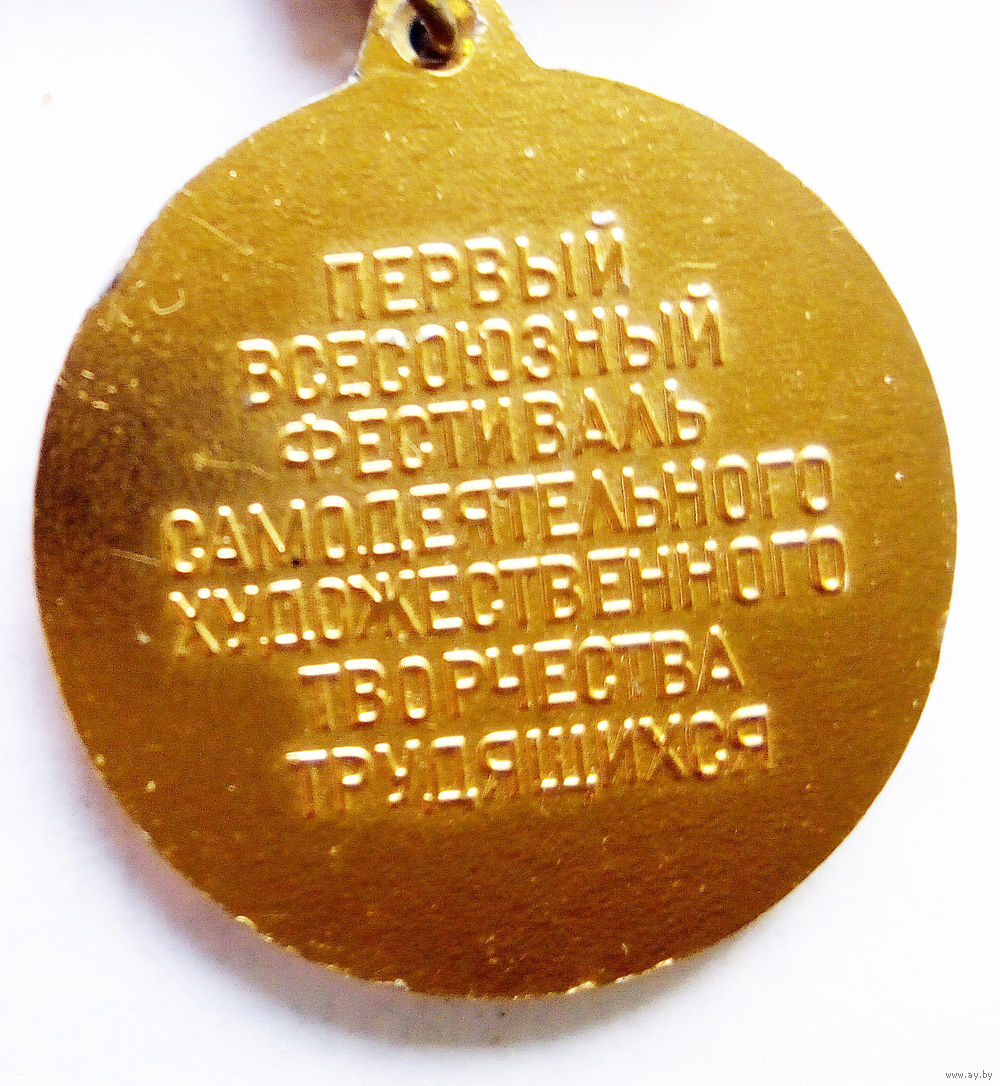 ПЕРВЫЙ
ВСЕСОЮЗНЫЙ
ФЕСТИВАЛЬ
САМОДЕЯТЕЛЬНОГО
ХУДОЖЕСТВЕННОГО
ТВОРЧЕСТВА
ТРУДЯЩИХСЯ
www.ay.by